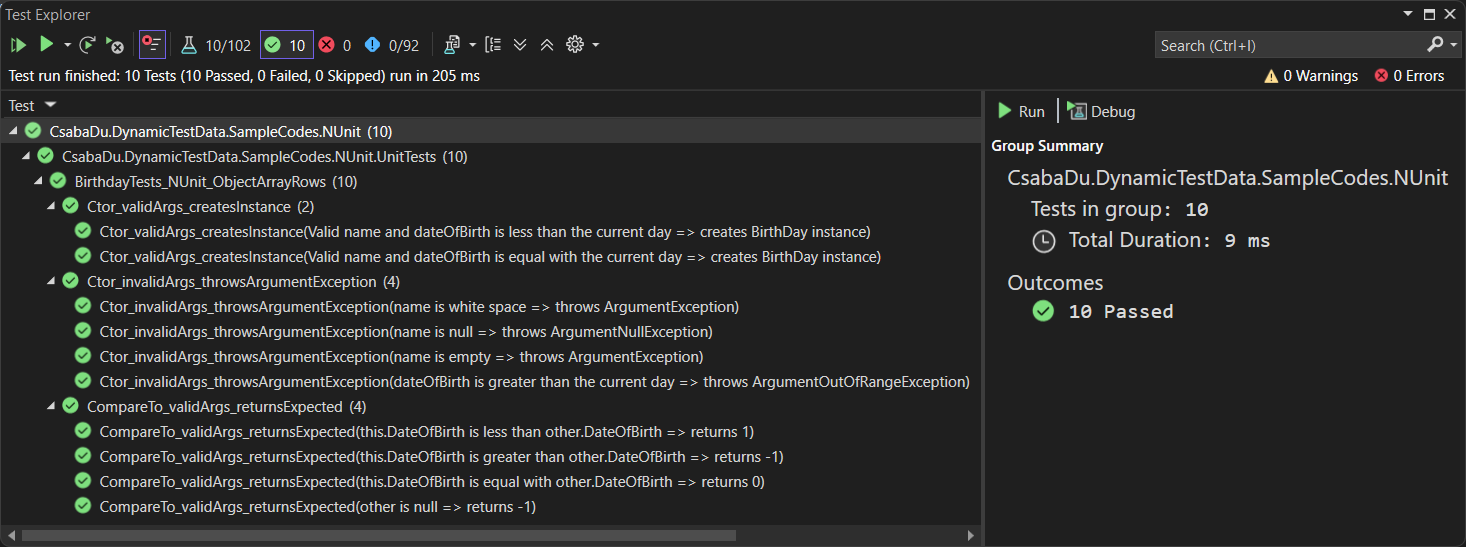 Test Explorer
10/102 10 0 0/92 Search (Ctrl+I)
Test run finished: 10 Tests (10 Passed, 0 Failed, 0 Skipped) run in 205 ms 0 Warnings 0 Errors
Test
CsabaDu.DynamicTestData.SampleCodes.NUnit (10)
CsabaDu.DynamicTestData.SampleCodes.NUnit.UnitTests (10)
BirthdayTests_NUnit_ObjectArrayRows (10)
Ctor_validArgs_createsInstance (2)
Ctor_validArgs_createsInstance(Valid name and dateOfBirth is less than the current day => creates BirthDay instance)
Ctor_validArgs_createsInstance(Valid name and dateOfBirth is equal with the current day => creates BirthDay instance)
Ctor_invalidArgs_throwsArgumentException (4)
Ctor_invalidArgs_throwsArgumentException(name is white space => throws ArgumentException)
Ctor_invalidArgs_throwsArgumentException(name is null => throws ArgumentNullException)
Ctor_invalidArgs_throwsArgumentException(name is empty => throws ArgumentException)
Ctor_invalidArgs_throwsArgumentException(dateOfBirth is greater than the current day => throws ArgumentOutOfRangeException)
CompareTo_validArgs_returnsExpected (4)
CompareTo_validArgs_returnsExpected(this.DateOfBirth is less than other.DateOfBirth => returns 1)
CompareTo_validArgs_returnsExpected(this.DateOfBirth is greater than other.DateOfBirth => returns -1)
CompareTo_validArgs_returnsExpected(this.DateOfBirth is equal with other.DateOfBirth => returns 0)
CompareTo_validArgs_returnsExpected(other is null => returns -1)
Run Debug
Group Summary
CsabaDu.DynamicTestData.SampleCodes.NUnit
Tests in group: 10
Total Duration: 9 ms
Outcomes
10 Passed